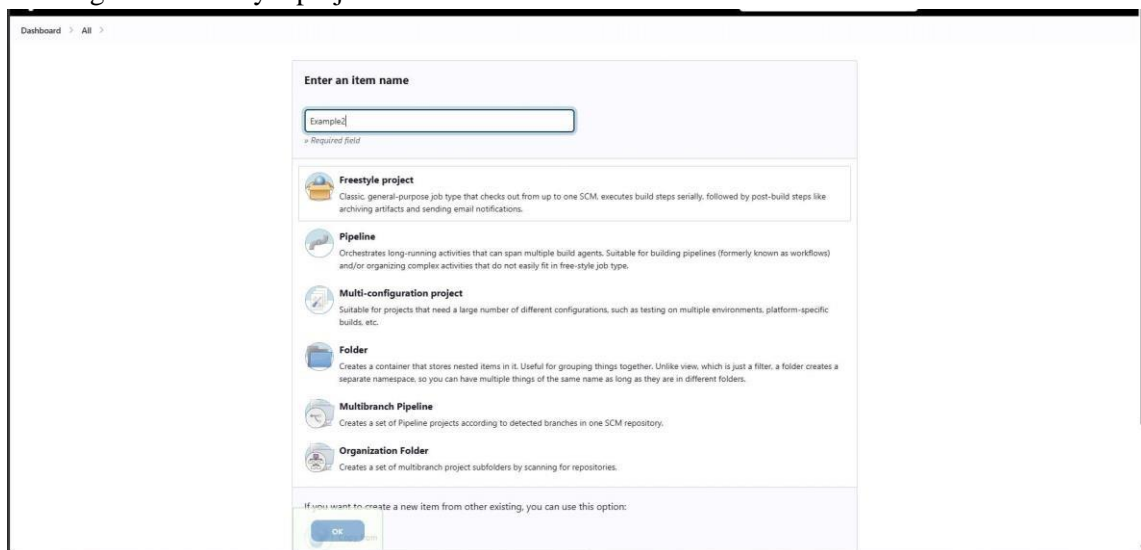 Dashboard > All >
Enter an item name
Example2
» Required field
Freestyle project
Classic, general-purpose job type that checks out from up to one SCM, executes build steps serially, followed by post-build steps like
archiving artifacts and sending email notifications.
Pipeline
Orchestrates long-running activities that can span multiple build agents. Suitable for building pipelines (formerly known as workflows)
and/or organizing complex activities that do not easily fit in free-style job type.
Multi-configuration project
Suitable for projects that need a large number of different configurations, such as testing on multiple environments, platform-specific
builds, etc.
Folder
Creates a container that stores nested items in it. Useful for grouping things together. Unlike view, which is just a filter, a folder creates a
separate namespace, so you can have multiple things of the same name as long as they are in different folders.
Multibranch Pipeline
Creates a set of Pipeline projects according to detected branches in one SCM repository.
Organization Folder
Creates a set of multibranch project subfolders by scanning for repositories.
If you want to create a new item from other existing, you can use this option:
OK